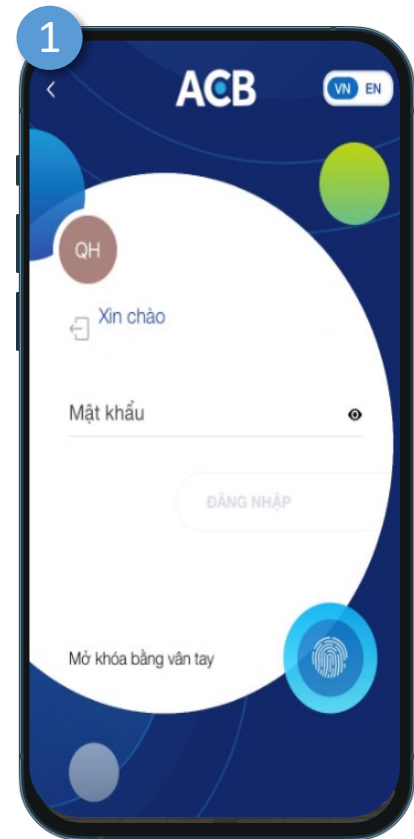 1
ACB
VN EN
QH
Xin chào
Mật khẩu
ĐĂNG NHẬP
Mở khóa bằng vân tay